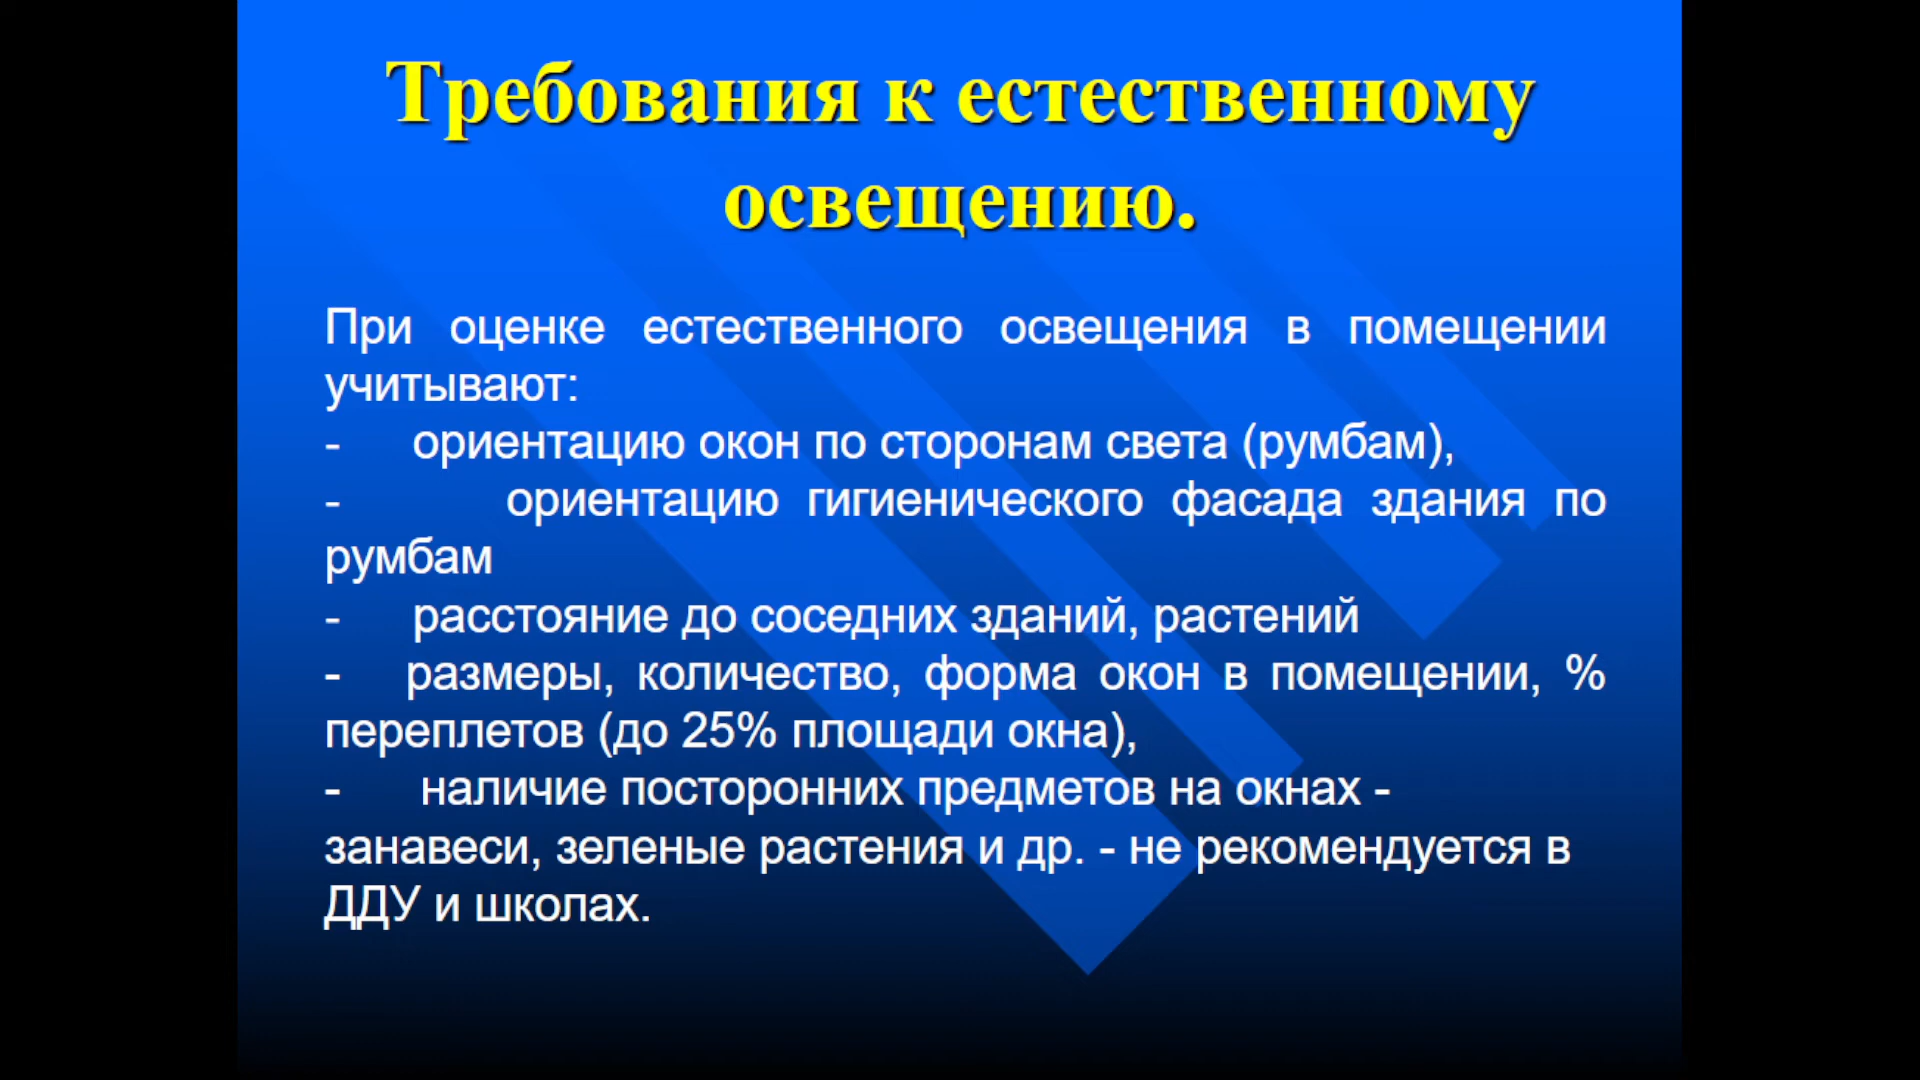 Требования к естественному
освещению.
При оценке естественного освещения в помещении
учитывают:
- ориентацию окон по сторонам света (румбам),
- ориентацию гигиенического фасада здания по
румбам
- расстояние до соседних зданий, растений
- размеры, количество, форма окон в помещении, %
переплетов (до 25% площади окна),
- наличие посторонних предметов на окнах -
занавеси, зеленые растения и др. - не рекомендуется в
ДДУ и школах.